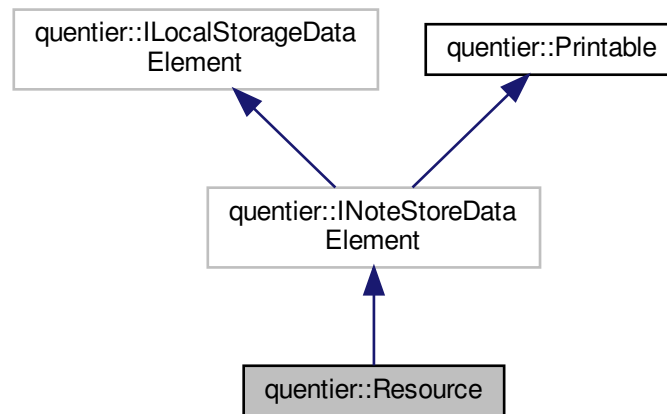 quentier::ILocalStorageData
Element
quentier::Printable
quentier::INoteStoreData
Element
quentier::Resource